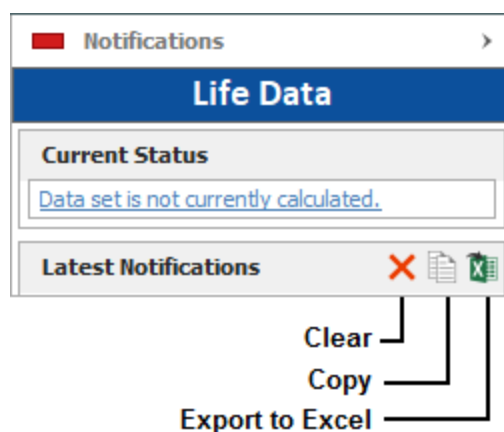 Notifications
Life Data
Current Status
Data set is not currently calculated.
Latest Notifications
Clear
Copy
Export to Excel